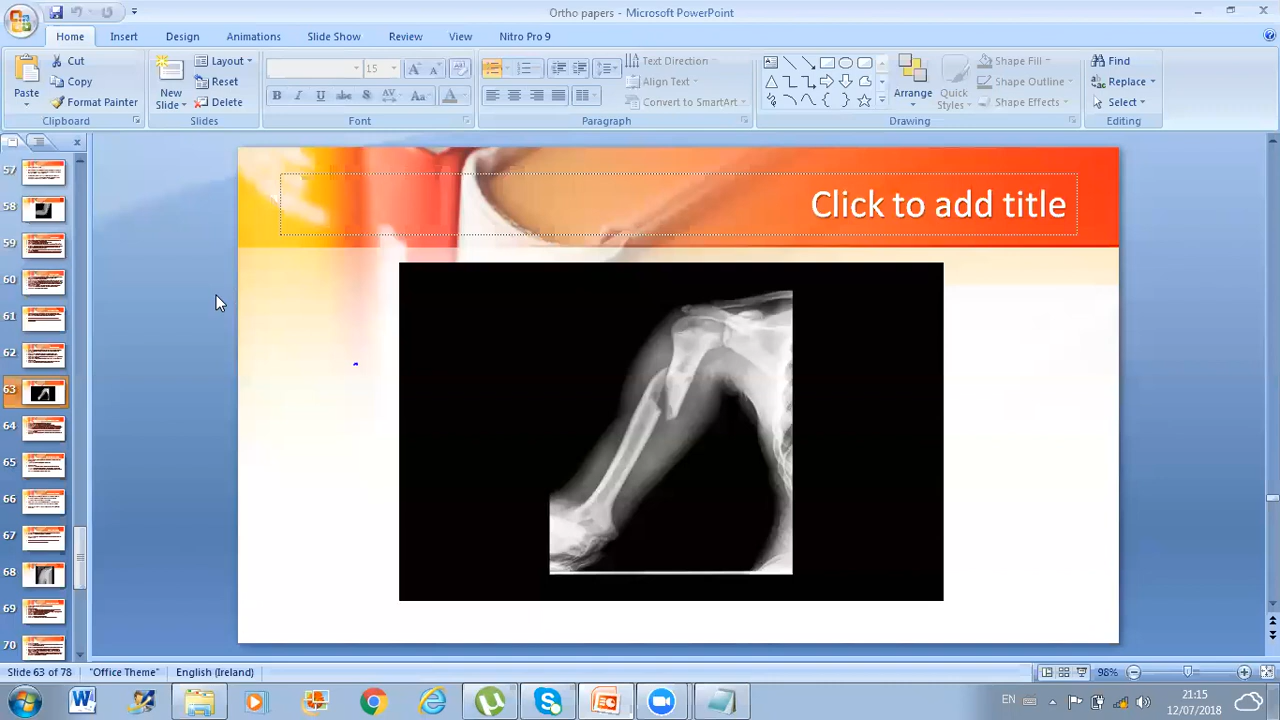 Ortho papers - Microsoft PowerPoint
Home Insert Design Slide Show Animations Review View Nitro Pro 9
Paste
Cut
Copy
Format Painter
Clipboard
New Slide
Layout
Reset
Delete
Slides
15
B I U abc S AV Aa A
Font
Text Direction
Align Text
Convert to SmartArt
Paragraph
Arrange
Quick Styles
Shape Fill
Shape Outline
Shape Effects
Drawing
Find
Replace
Select
Editing
57
58
59
60
61
62
63
64
65
66
67
68
69
70
Click to add title
Slide 63 of 78 "Office Theme" English (Ireland) 98%
EN 21:15
12/07/2018